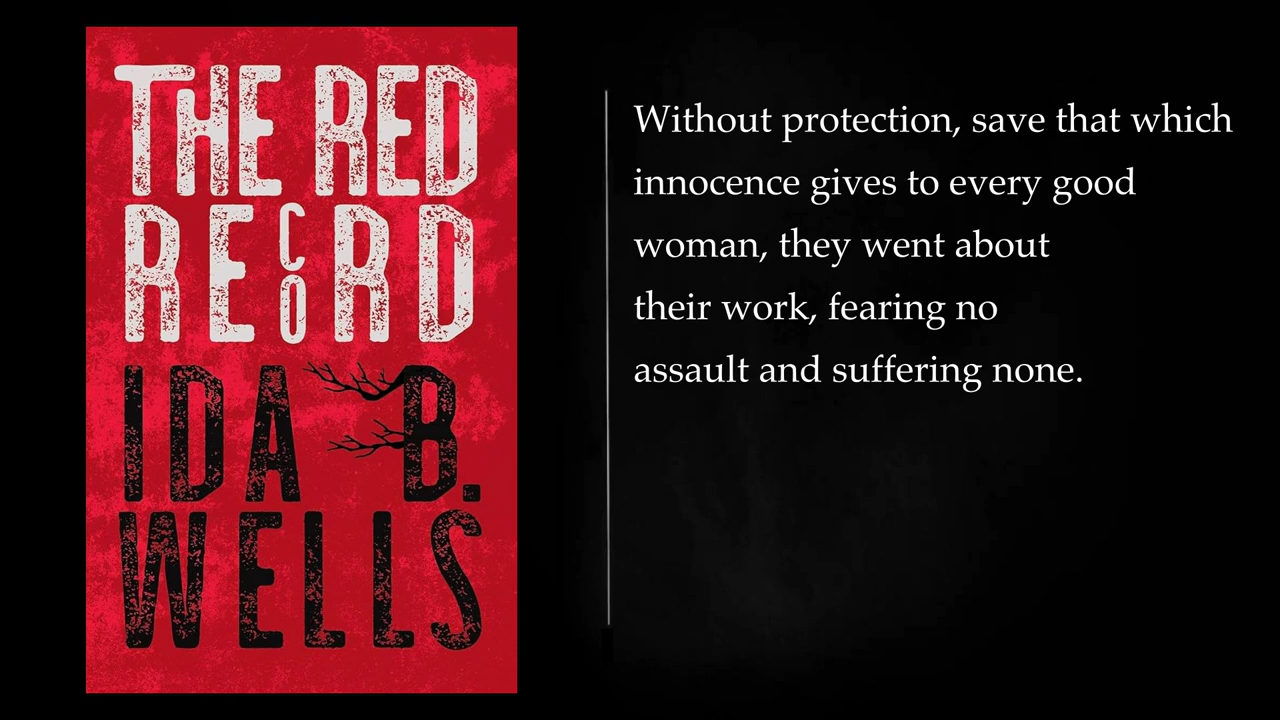 THE RED
RECORD
IDA B.
WELLS
Without protection, save that which
innocence gives to every good
woman, they went about
their work, fearing no
assault and suffering none.